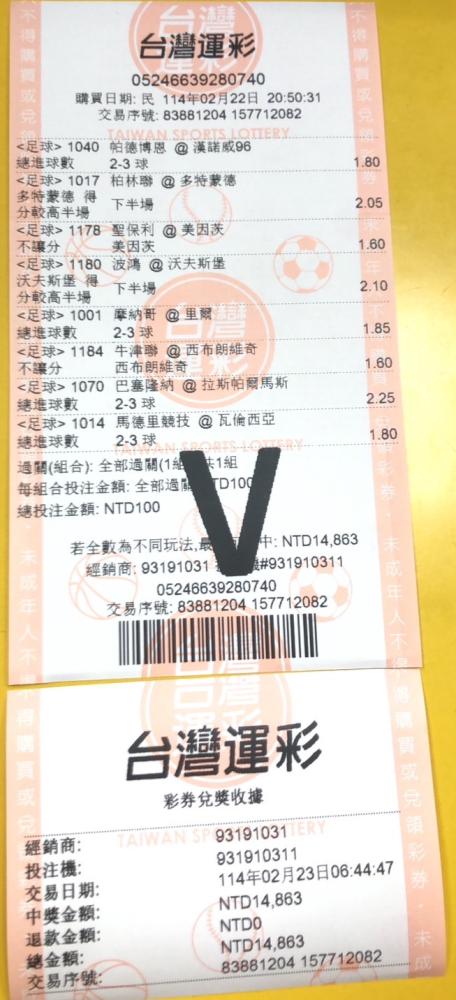 台灣運彩
05246639280740
購買日期: 民 114年02月22日 20:50:31
交易序號: 83881204 157712082
TAIWAN SPORTS LOTTERY
<足球> 1040 帕德博恩 @ 漢諾威96
總進球數 2-3 球 1.80
<足球> 1017 柏林聯 @ 多特蒙德
多特蒙德 得
分較高半場 下半場 2.05
<足球> 1178 聖保利 @ 美因茨
不讓分 美因茨 1.60
<足球> 1180 波鴻 @ 沃夫斯堡
沃夫斯堡 得
分較高半場 下半場 2.10
<足球> 1001 摩納哥 @ 里爾
總進球數 2-3 球 1.85
<足球> 1184 牛津聯 @ 西布朗維奇
不讓分 西布朗維奇 1.60
<足球> 1070 巴塞隆納 @ 拉斯帕爾馬斯
總進球數 2-3 球 2.25
<足球> 1014 馬德里競技 @ 瓦倫西亞
總進球數 2-3 球 1.80
TAIWAN SPORTS LOTTERY
過關(組合): 全部過關(1組 共1組
每組合投注金額: 全部過關 TD100
總投注金額: NTD100
V
若全數為不同玩法,最 中: NTD14,863
經銷商: 93191031 #931910311
05246639280740
交易序號: 83881204 157712082
台灣運彩
彩券兌獎收據
TAIWAN SPORTS LOTTERY
經銷商: 93191031
投注機: 931910311
交易日期: 114年02月23日06:44:47
中獎金額: NTD14,863
退款金額: NTD0
總金額: NTD14,863
交易序號: 83881204 157712082